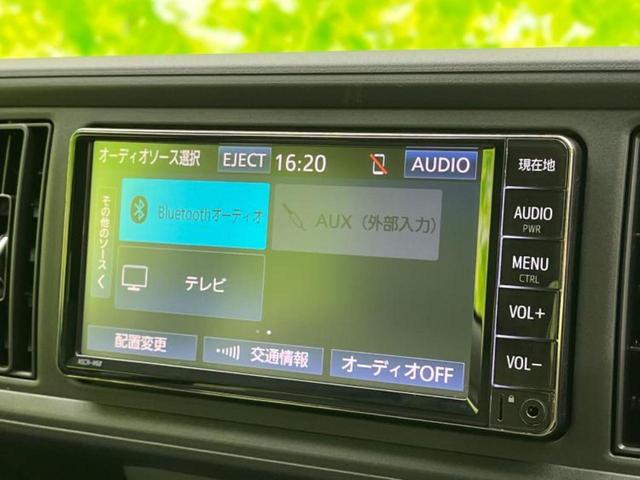 オーディオソース選択 EJECT 16:20 AUDIO
その他のソース
Bluetoothオーディオ
AUX (外部入力)
テレビ
配置変更
交通情報
オーディオOFF
現在地
AUDIO
PWR
MENU
CTRL
VOL+
VOL−